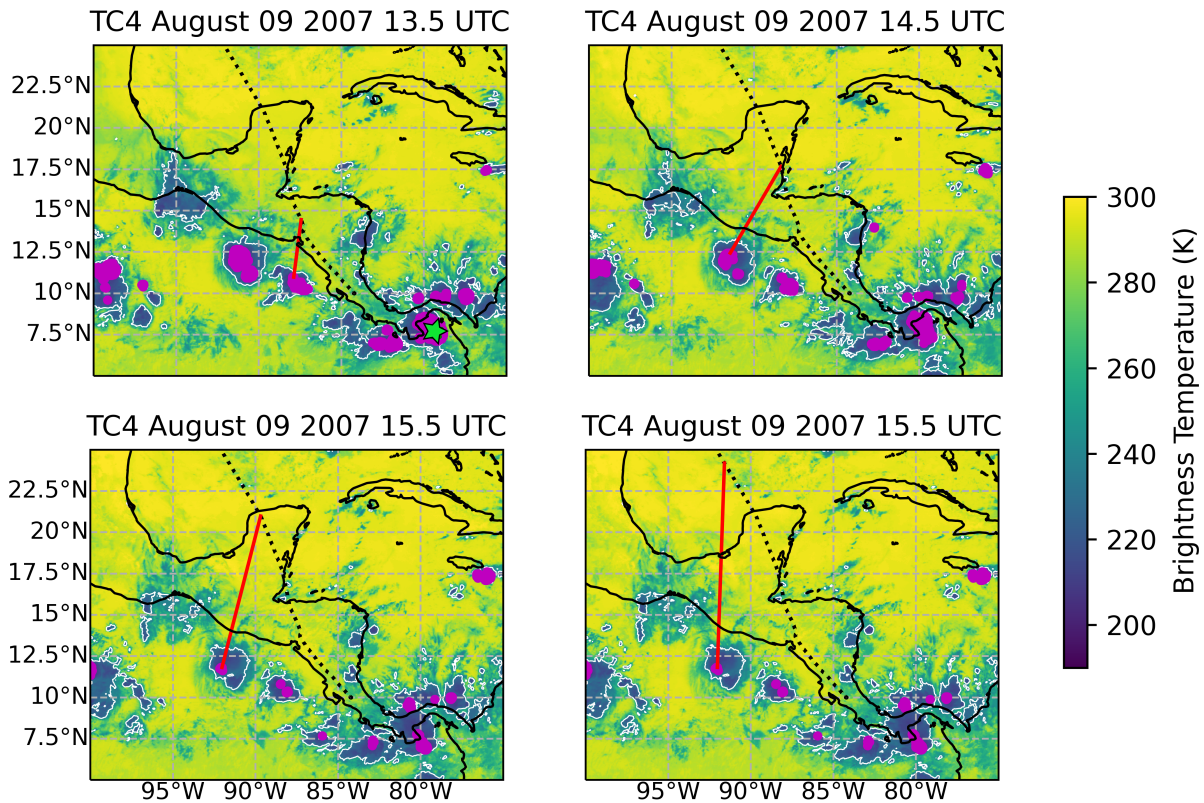 TC4 August 09 2007 13.5 UTC
TC4 August 09 2007 14.5 UTC
22.5°N
20°N
17.5°N
15°N
12.5°N
10°N
7.5°N
TC4 August 09 2007 15.5 UTC
TC4 August 09 2007 15.5 UTC
22.5°N
20°N
17.5°N
15°N
12.5°N
10°N
7.5°N
95°W 90°W 85°W 80°W
95°W 90°W 85°W 80°W
300
280
260
240
220
200
Brightness Temperature (K)